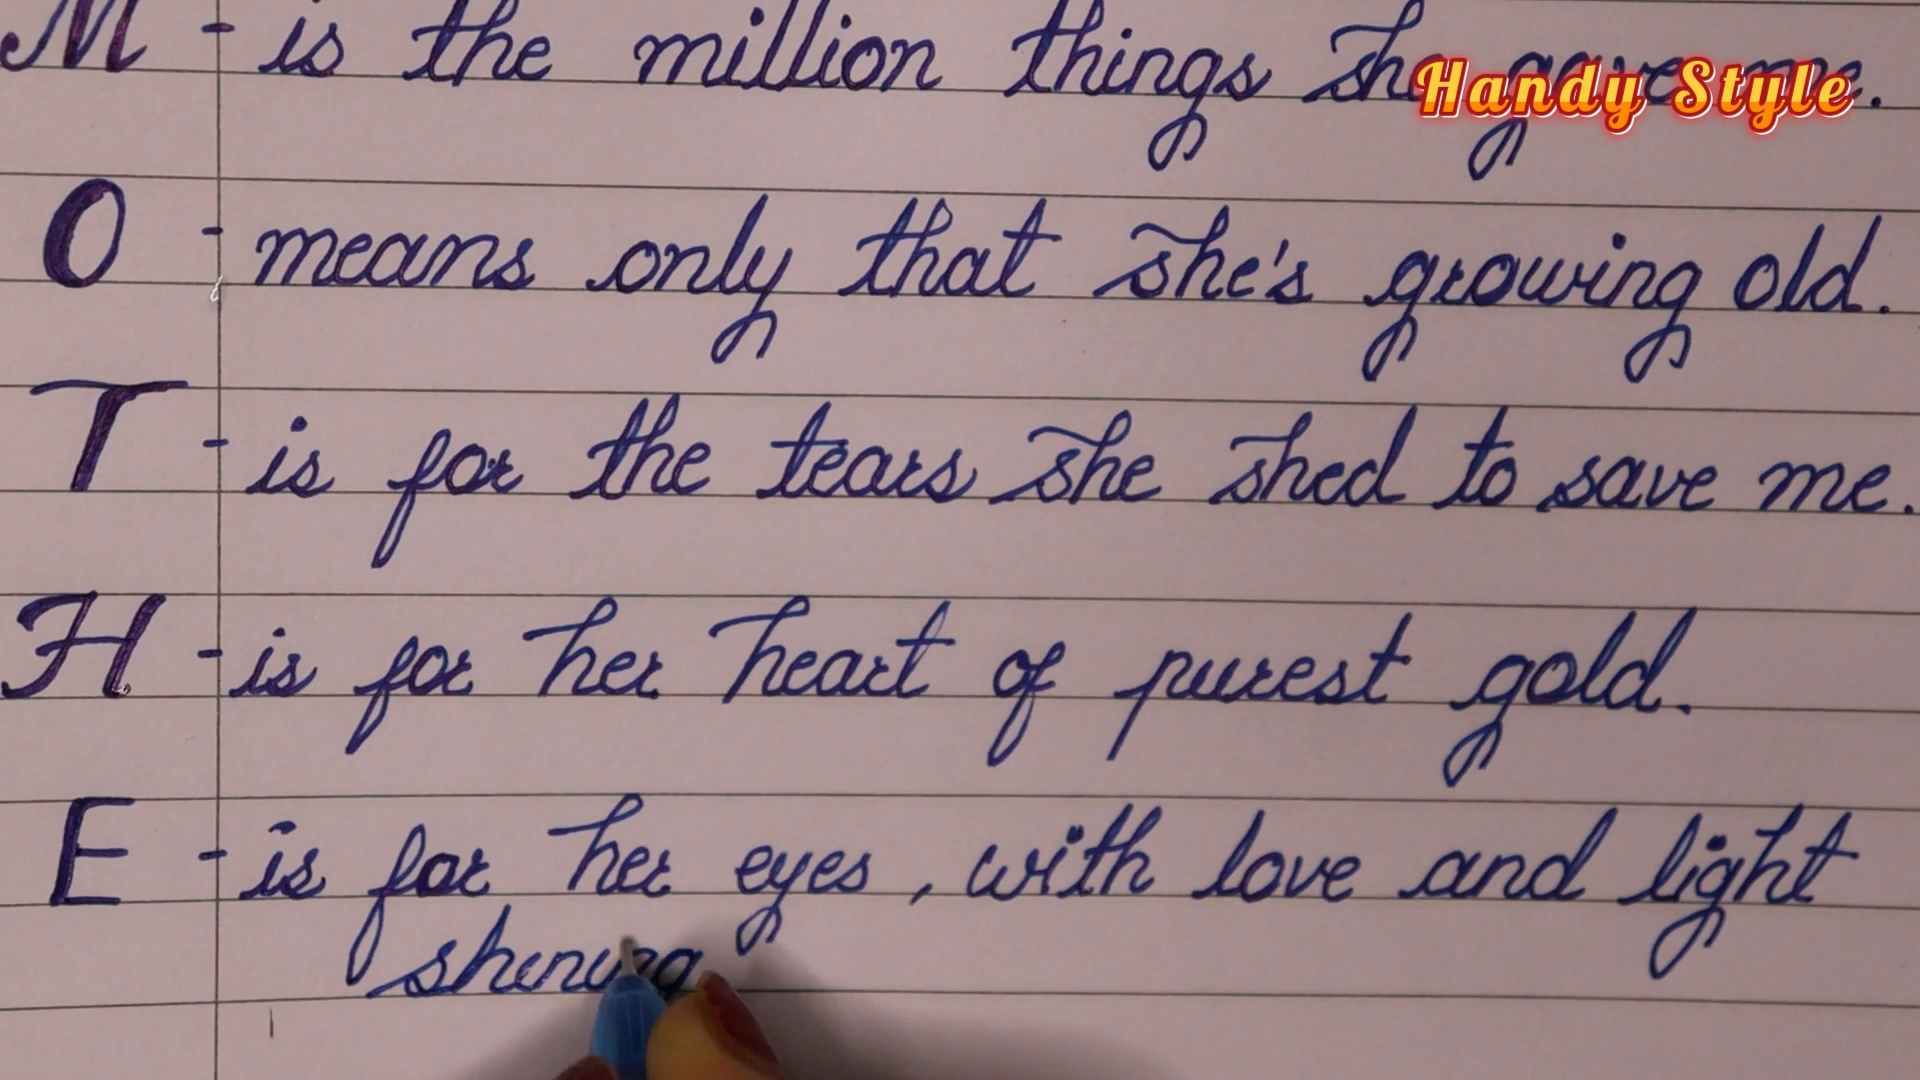 M - is the million things she gave me.
Handy Style
O - means only that she's growing old.
T - is for the tears she shed to save me.
H - is for her heart of purest gold.
E - is for her eyes, with love and light
shining